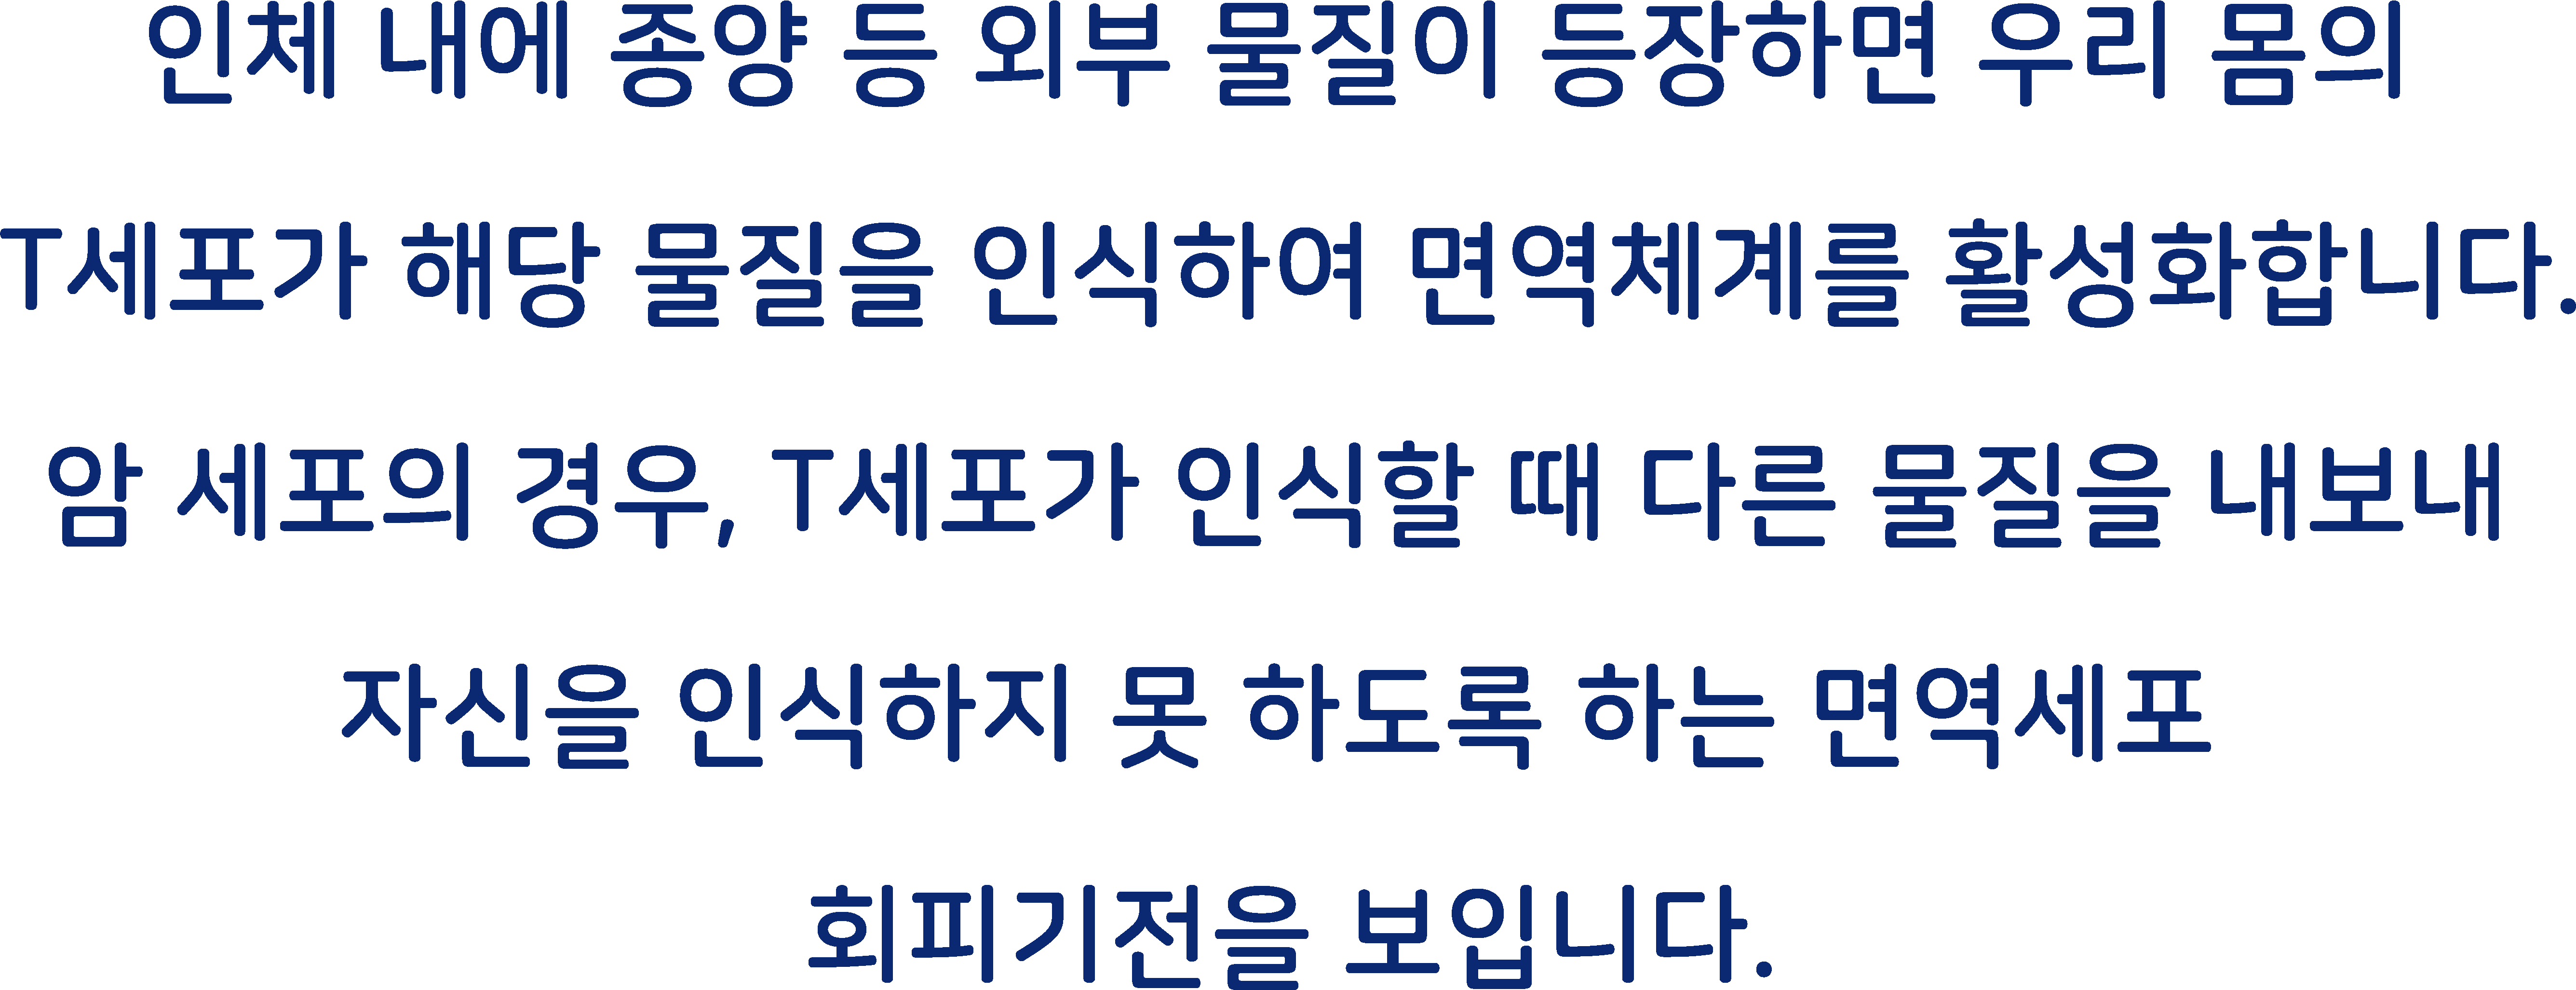 인체 내에 종양 등 외부 물질이 등장하면 우리 몸의
T세포가 해당 물질을 인식하여 면역체계를 활성화합니다.
암 세포의 경우, T세포가 인식할 때 다른 물질을 내보내
자신을 인식하지 못 하도록 하는 면역세포
회피기전을 보입니다.